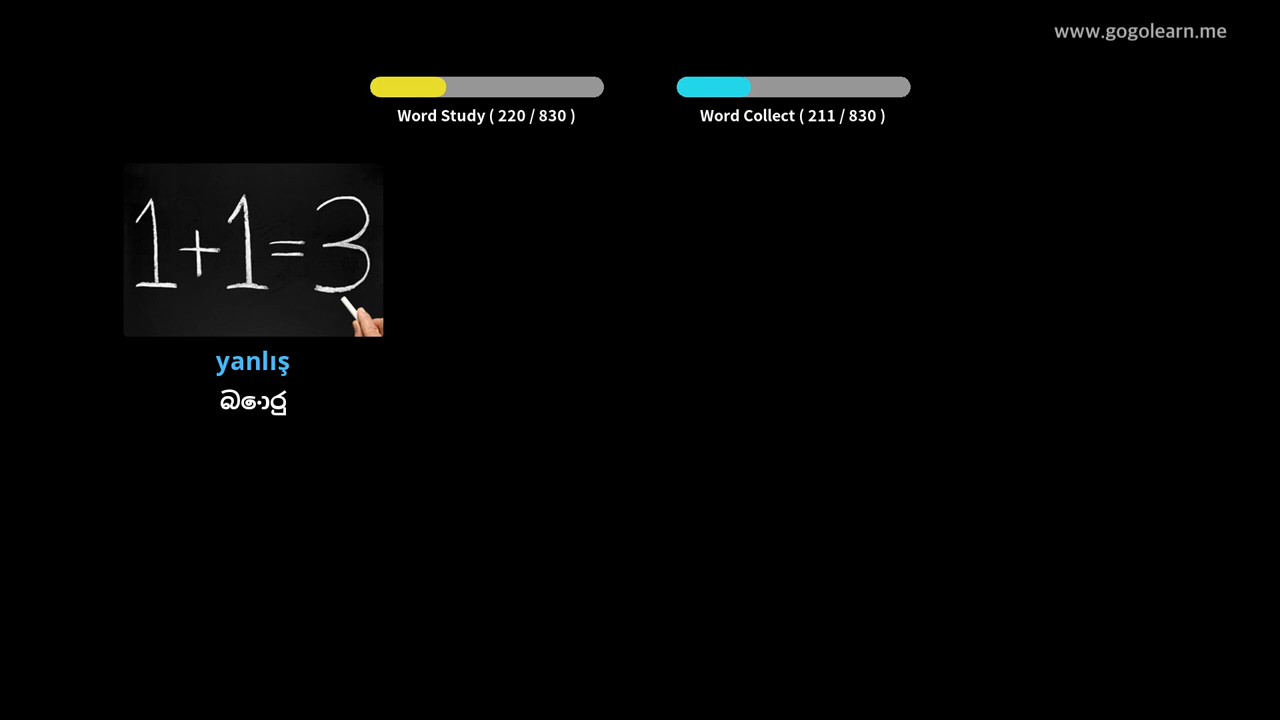 www.gogolearn.me
Word Study ( 220 / 830 )
Word Collect ( 211 / 830 )
1+1=3
yanlış
බොරු